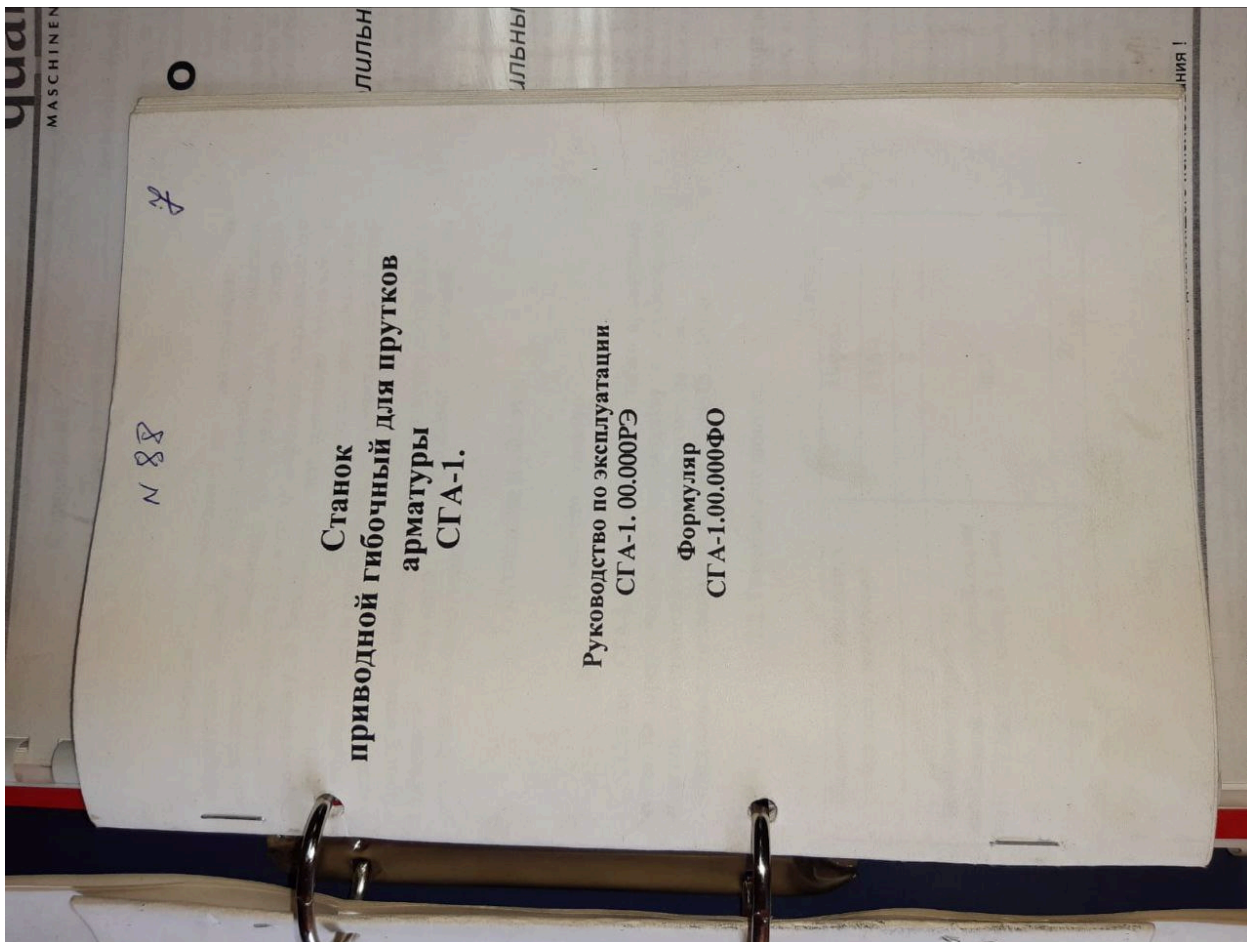 MASCHINEN
N 88
Станок
приводной гибочный для прутков
арматуры
СГА-1.
Руководство по эксплуатации
СГА-1. 00.000РЭ
Формуляр
СГА-1.00.000ФО